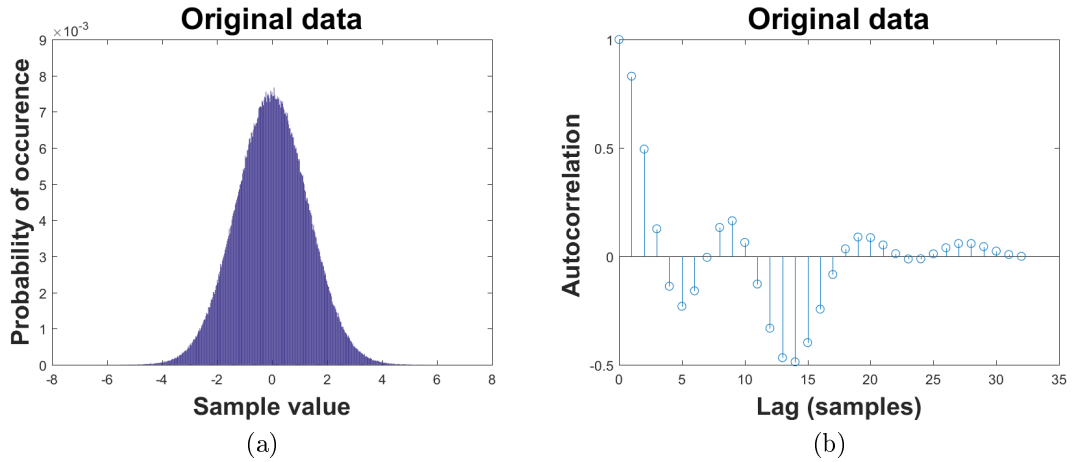 Original data
×10⁻³
9
8
7
6
5
4
3
2
1
0
Probability of occurence
-8 -6 -4 -2 0 2 4 6 8
Sample value
(a)
Original data
1
0.5
0
-0.5
Autocorrelation
0 5 10 15 20 25 30 35
Lag (samples)
(b)